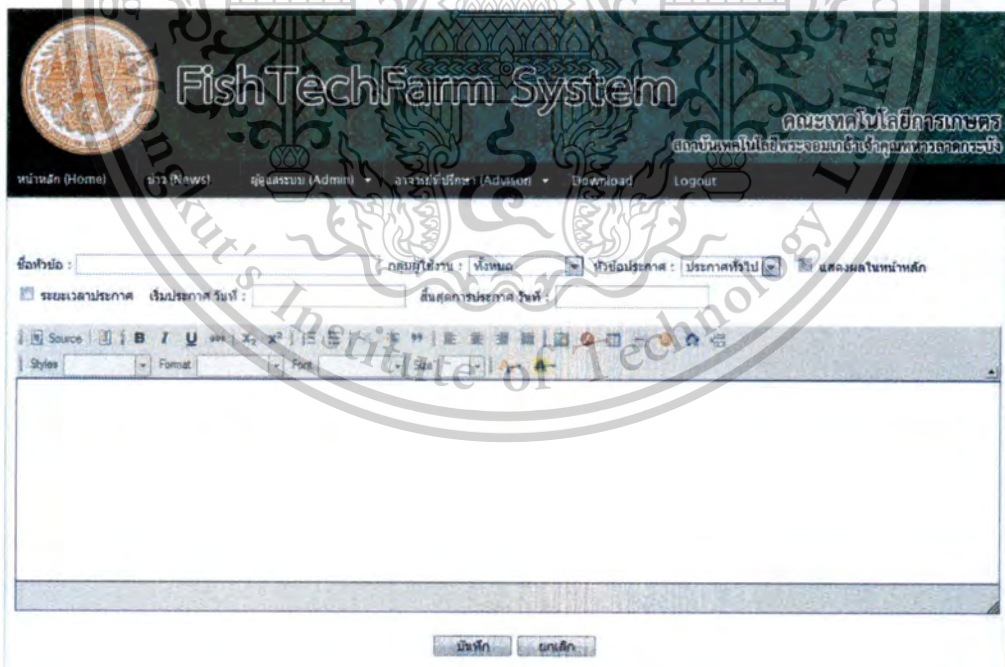 FishTechFarm System
คณะเทคโนโลยีการเกษตร
สถาบันเทคโนโลยีพระจอมเกล้าเจ้าคุณทหารลาดกระบัง
หน้าหลัก (Home) ข่าว (News) ผู้ดูแลระบบ (Admin) อาจารย์ที่ปรึกษา (Advisor) Download Logout
ชื่อหัวข้อ : กลุ่มผู้ใช้งาน : ทั้งหมด หัวข้อประกาศ : ประกาศทั่วไป แสดงผลในหน้าหลัก
ระยะเวลาประกาศ เริ่มประกาศ วันที่ : สิ้นสุดการประกาศ วันที่ :
Source B I U abc X2 x2
Styles Format Font Size
Institute of Technology
บันทึก ยกเลิก